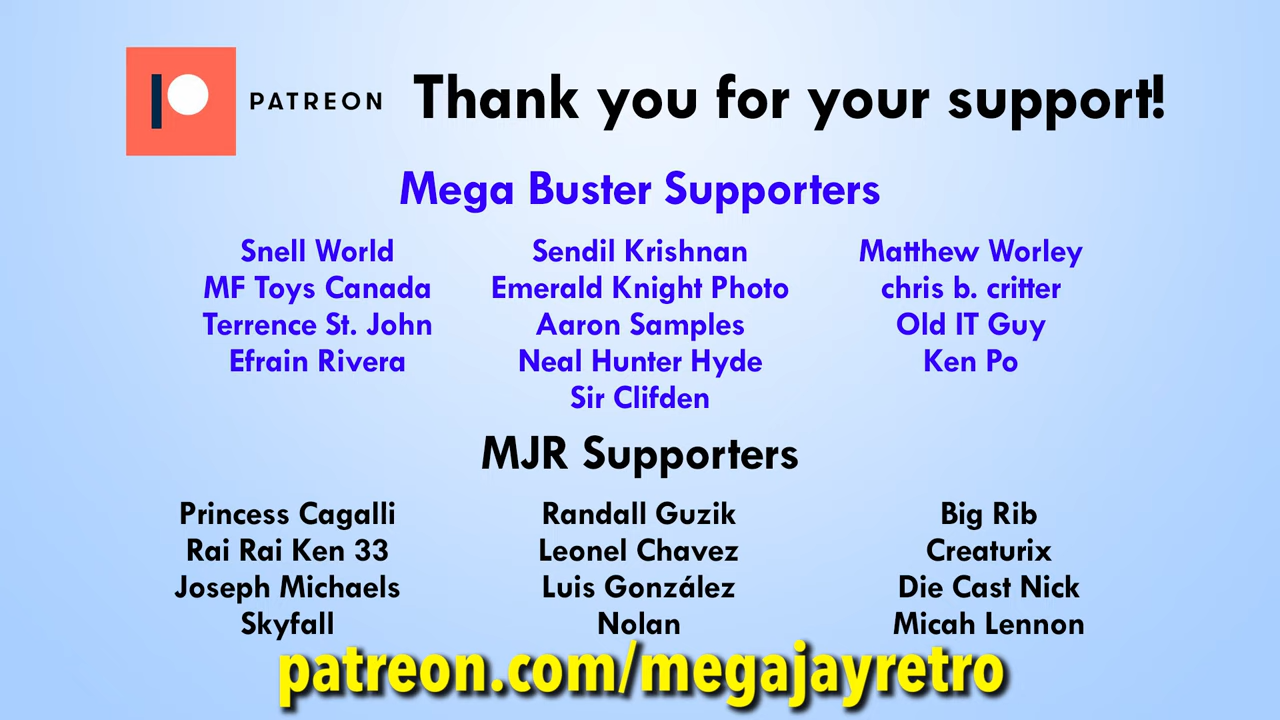 PATREON Thank you for your support!
Mega Buster Supporters
Snell World Sendil Krishnan Matthew Worley
MF Toys Canada Emerald Knight Photo chris b. critter
Terrence St. John Aaron Samples Old IT Guy
Efrain Rivera Neal Hunter Hyde Ken Po
Sir Clifden
MJR Supporters
Princess Cagalli Randall Guzik Big Rib
Rai Rai Ken 33 Leonel Chavez Creaturix
Joseph Michaels Luis González Die Cast Nick
Skyfall Nolan Micah Lennon
patreon.com/megajayretro